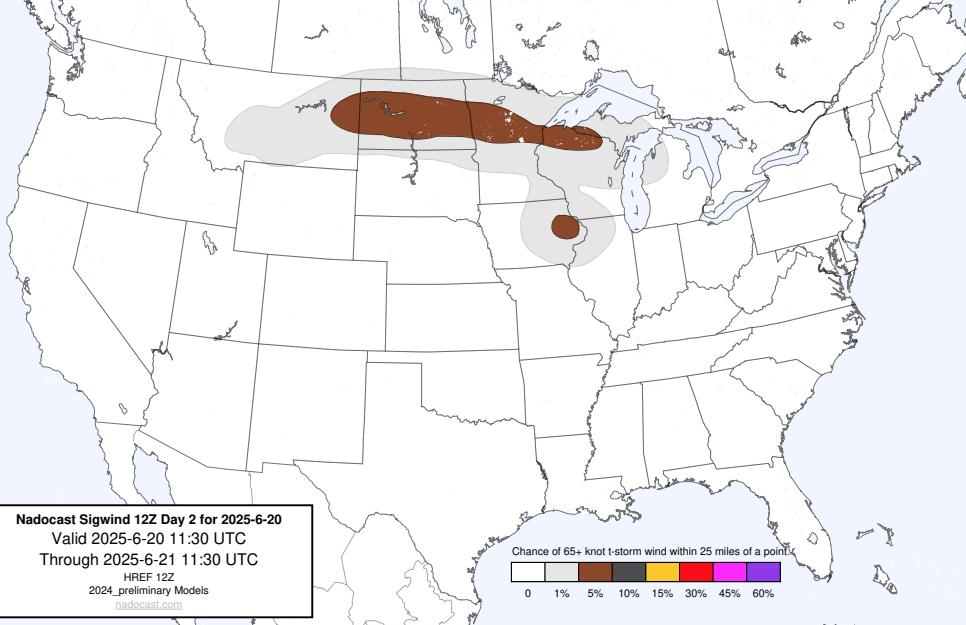 Nadocast Sigwind 12Z Day 2 for 2025-6-20
Valid 2025-6-20 11:30 UTC
Through 2025-6-21 11:30 UTC
HREF 12Z
2024_preliminary Models
nadocast.com
Chance of 65+ knot t-storm wind within 25 miles of a point.
0 1% 5% 10% 15% 30% 45% 60%